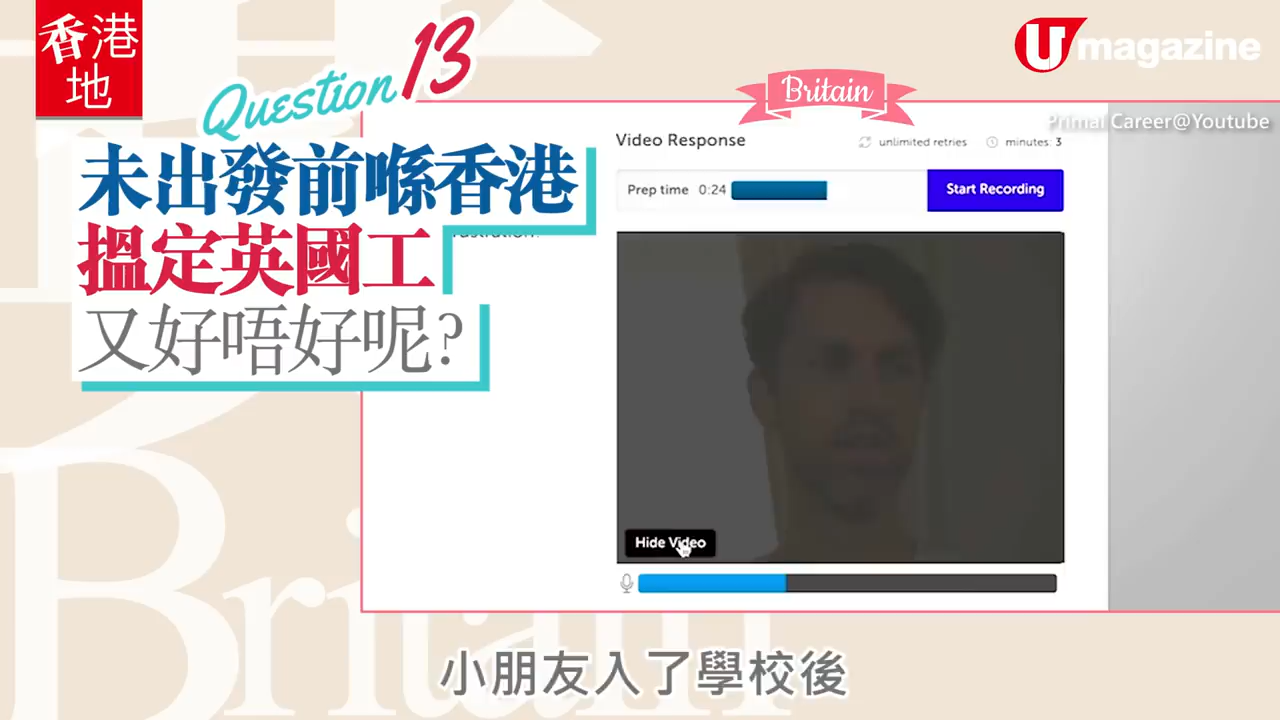 香港
地
Question 13
未出發前喺香港
搵定英國工
又好唔好呢?
Umagazine
Britain
Primal Career@Youtube
Video Response
unlimited retries
minutes: 3
Prep time 0:24
Start Recording
Hide Video
小朋友入了學校後
Britain